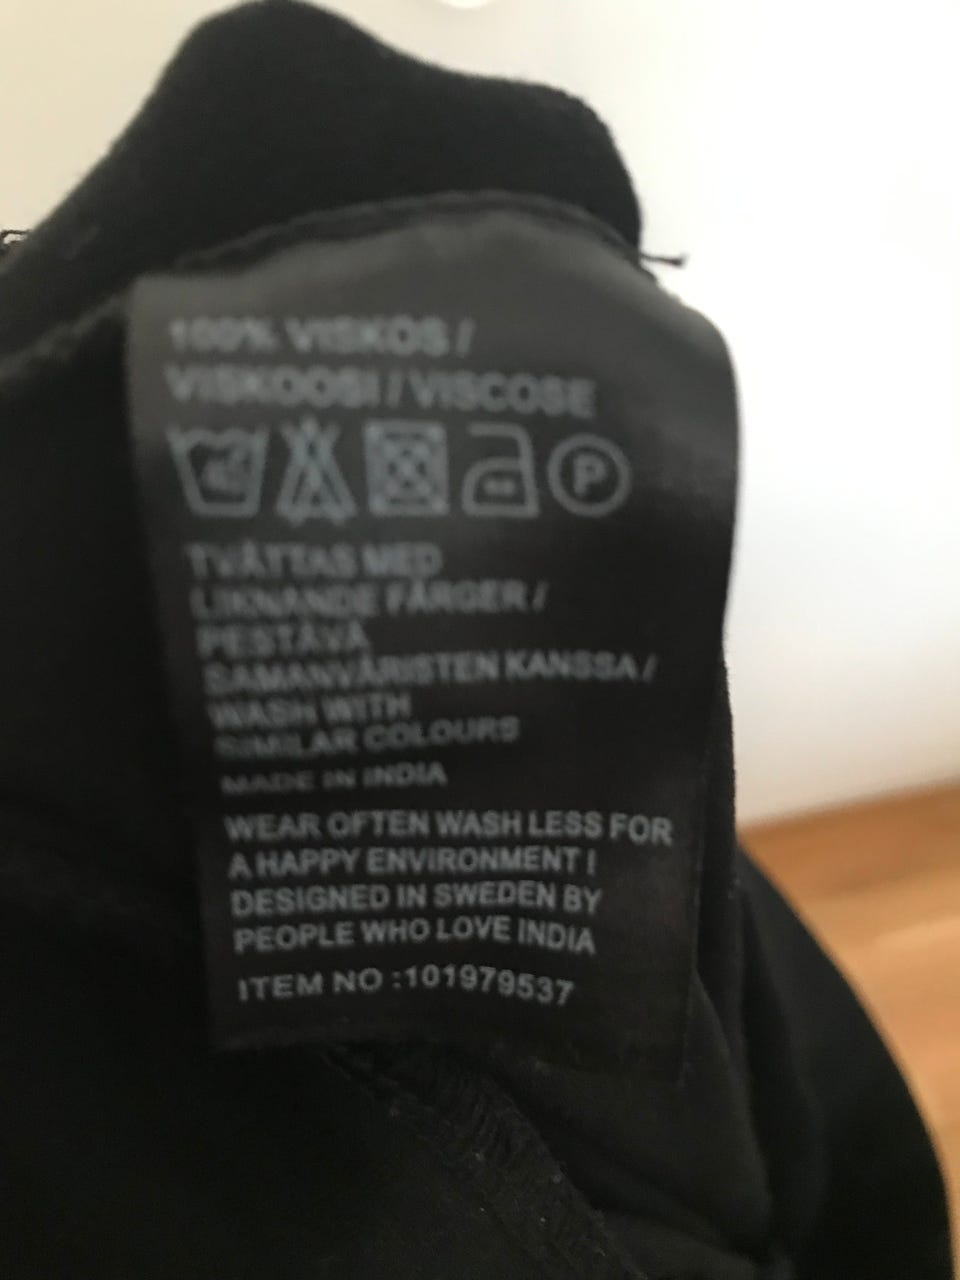 100% VISKOS /
VISKOOSI / VISCOSE
P
TVÄTTAS MED
LIKNANDE FÄRGER /
PESTÄVÄ
SAMANVÄRISTEN KANSSA /
WASH WITH
SIMILAR COLOURS
MADE IN INDIA
WEAR OFTEN WASH LESS FOR
A HAPPY ENVIRONMENT !
DESIGNED IN SWEDEN BY
PEOPLE WHO LOVE INDIA
ITEM NO :101979537